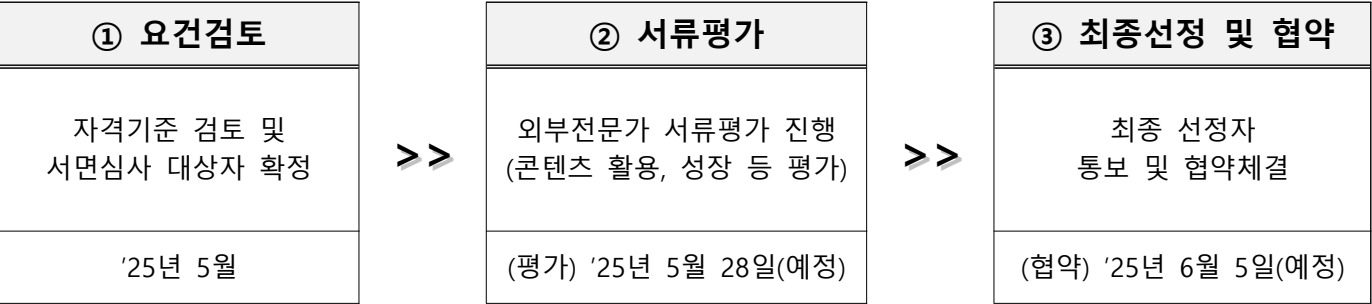 ① 요건검토
자격기준 검토 및
서면심사 대상자 확정
'25년 5월
>>
② 서류평가
외부전문가 서류평가 진행
(콘텐츠 활용, 성장 등 평가)
(평가) '25년 5월 28일(예정)
>>
③ 최종선정 및 협약
최종 선정자
통보 및 협약체결
(협약) '25년 6월 5일(예정)